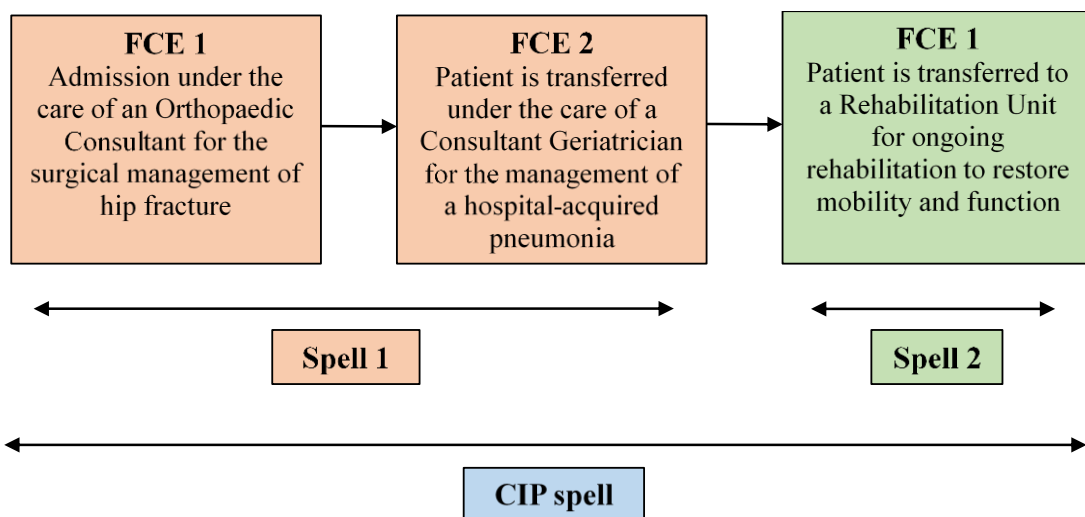 FCE 1
Admission under the
care of an Orthopaedic
Consultant for the
surgical management of
hip fracture
FCE 2
Patient is transferred
under the care of a
Consultant Geriatrician
for the management of
a hospital-acquired
pneumonia
FCE 1
Patient is transferred to
a Rehabilitation Unit
for ongoing
rehabilitation to restore
mobility and function
Spell 1
Spell 2
CIP spell